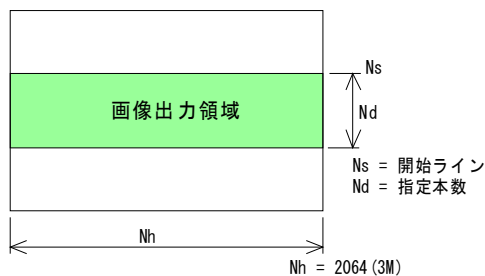 Ns
画像出力領域
Nd
Ns = 開始ライン
Nd = 指定本数
Nh
Nh = 2064(3M)